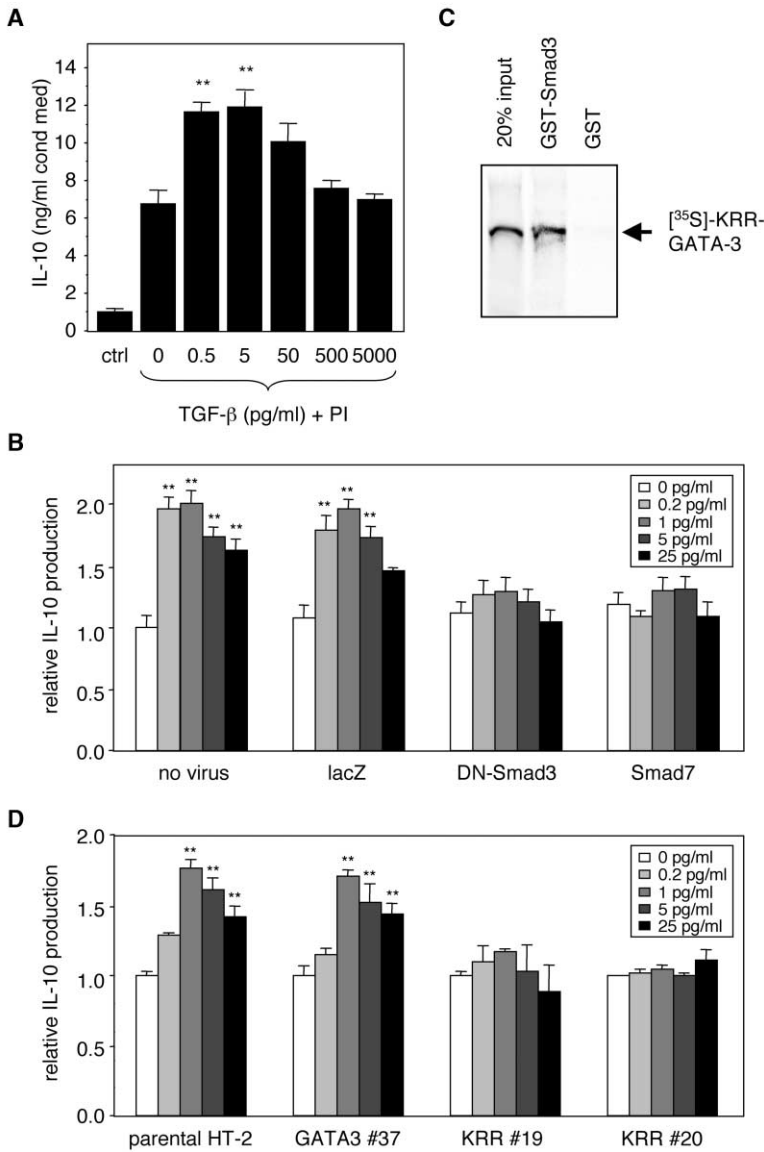 A
IL-10 (ng/ml cond med)
14
12
10
8
6
4
2
0
** **
ctrl 0 0.5 5 50 500 5000
TGF-β (pg/ml) + PI
C
20% input
GST-Smad3
GST
[³⁵S]-KRR-
GATA-3
B
relative IL-10 production
2.0
1.5
1.0
0.5
0.0
** ** ** **
** ** **
0 pg/ml
0.2 pg/ml
1 pg/ml
5 pg/ml
25 pg/ml
no virus lacZ DN-Smad3 Smad7
D
relative IL-10 production
2.0
1.5
1.0
0.5
0.0
** ** **
** ** **
0 pg/ml
0.2 pg/ml
1 pg/ml
5 pg/ml
25 pg/ml
parental HT-2 GATA3 #37 KRR #19 KRR #20